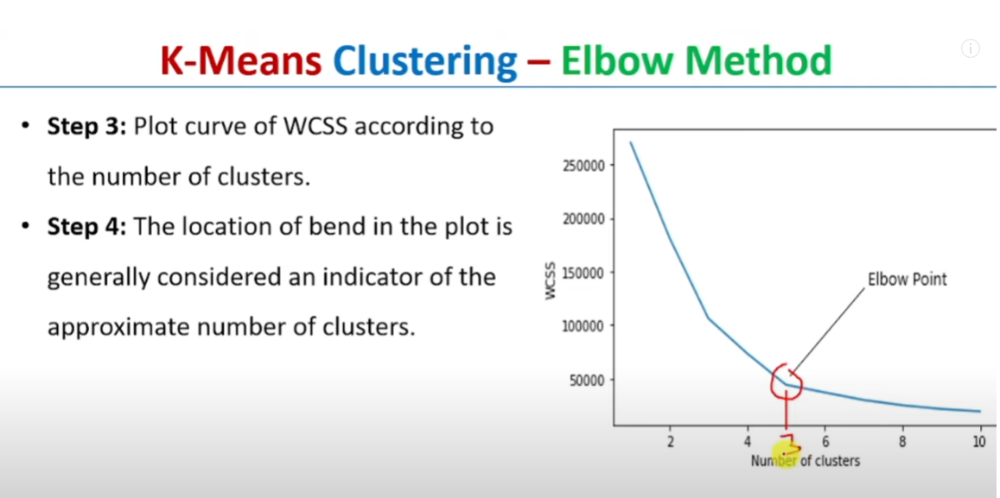 K-Means Clustering – Elbow Method
• Step 3: Plot curve of WCSS according to
the number of clusters.
• Step 4: The location of bend in the plot is
generally considered an indicator of the
approximate number of clusters.
250000
200000
150000
100000
50000
WCSS
Elbow Point
2 4 6 8 10
Number of clusters